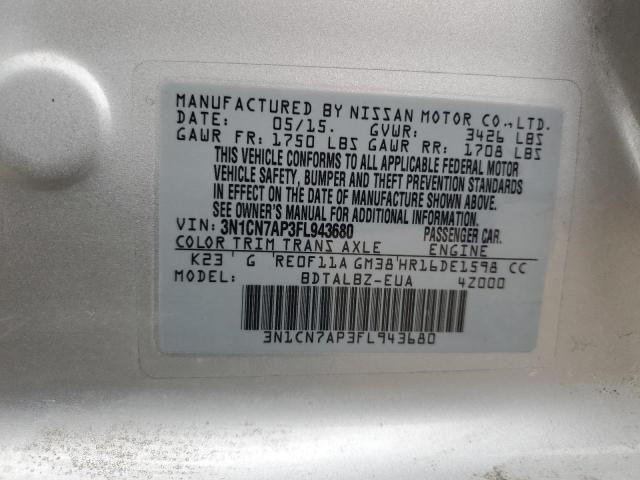 MANUFACTURED BY NISSAN MOTOR CO.,LTD.
DATE: 05/15. GVWR: 3426 LBS
GAWR FR: 1750 LBS GAWR RR: 1708 LBS
THIS VEHICLE CONFORMS TO ALL APPLICABLE FEDERAL MOTOR
VEHICLE SAFETY, BUMPER AND THEFT PREVENTION STANDARDS
IN EFFECT ON THE DATE OF MANUFACTURE SHOWN ABOVE.
SEE OWNER'S MANUAL FOR ADDITIONAL INFORMATION.
VIN: 3N1CN7AP3FL943680 PASSENGER CAR.
COLOR TRIM TRANS AXLE ENGINE
K23 G RE0F11A GM38 HR16DE1598 CC
MODEL: BDTALBZ-EUA 4Z000
3N1CN7AP3FL943680